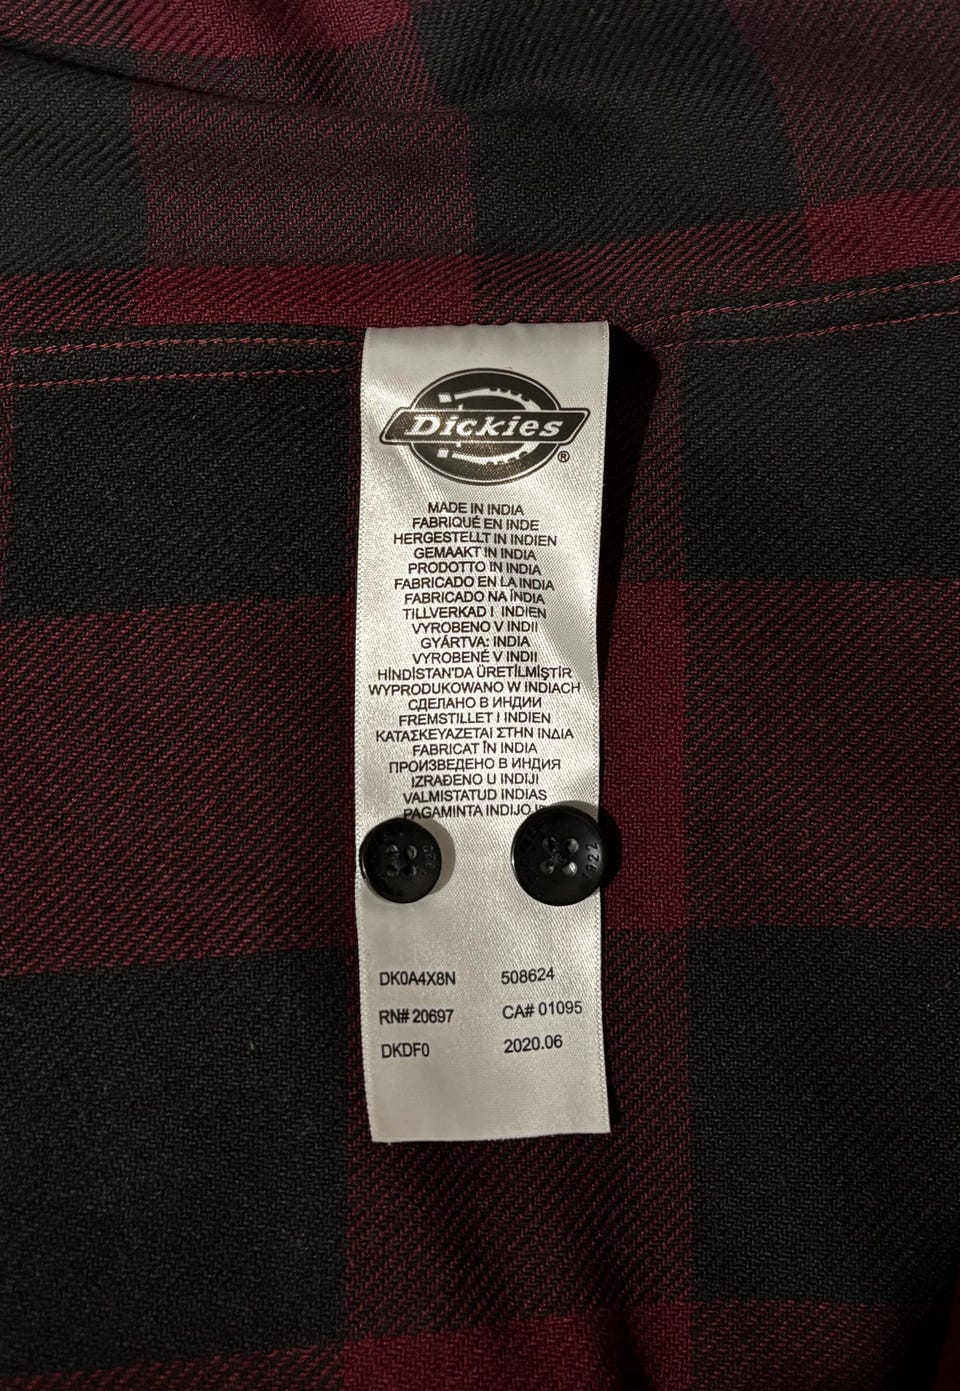 Dickies®
MADE IN INDIA
FABRIQUÉ EN INDE
HERGESTELLT IN INDIEN
GEMAAKT IN INDIA
PRODOTTO IN INDIA
FABRICADO EN LA INDIA
FABRICADO NA ÍNDIA
TILLVERKAD I INDIEN
VYROBENO V INDII
GYÁRTVA: INDIA
VYROBENÉ V INDII
HİNDİSTAN'DA ÜRETİLMİŞTİR
WYPRODUKOWANO W INDIACH
СДЕЛАНО В ИНДИИ
FREMSTILLET I INDIEN
ΚΑΤΑΣΚΕΥΑΖΕΤΑΙ ΣΤΗΝ ΙΝΔΙΑ
FABRICAT ÎN INDIA
ПРОИЗВЕДЕНО В ИНДИЯ
IZRAĐENO U INDIJI
VALMISTATUD INDIAS
PAGAMINTA INDIJO
1922
DK0A4X8N 508624
RN# 20697 CA# 01095
DKDF0 2020.06